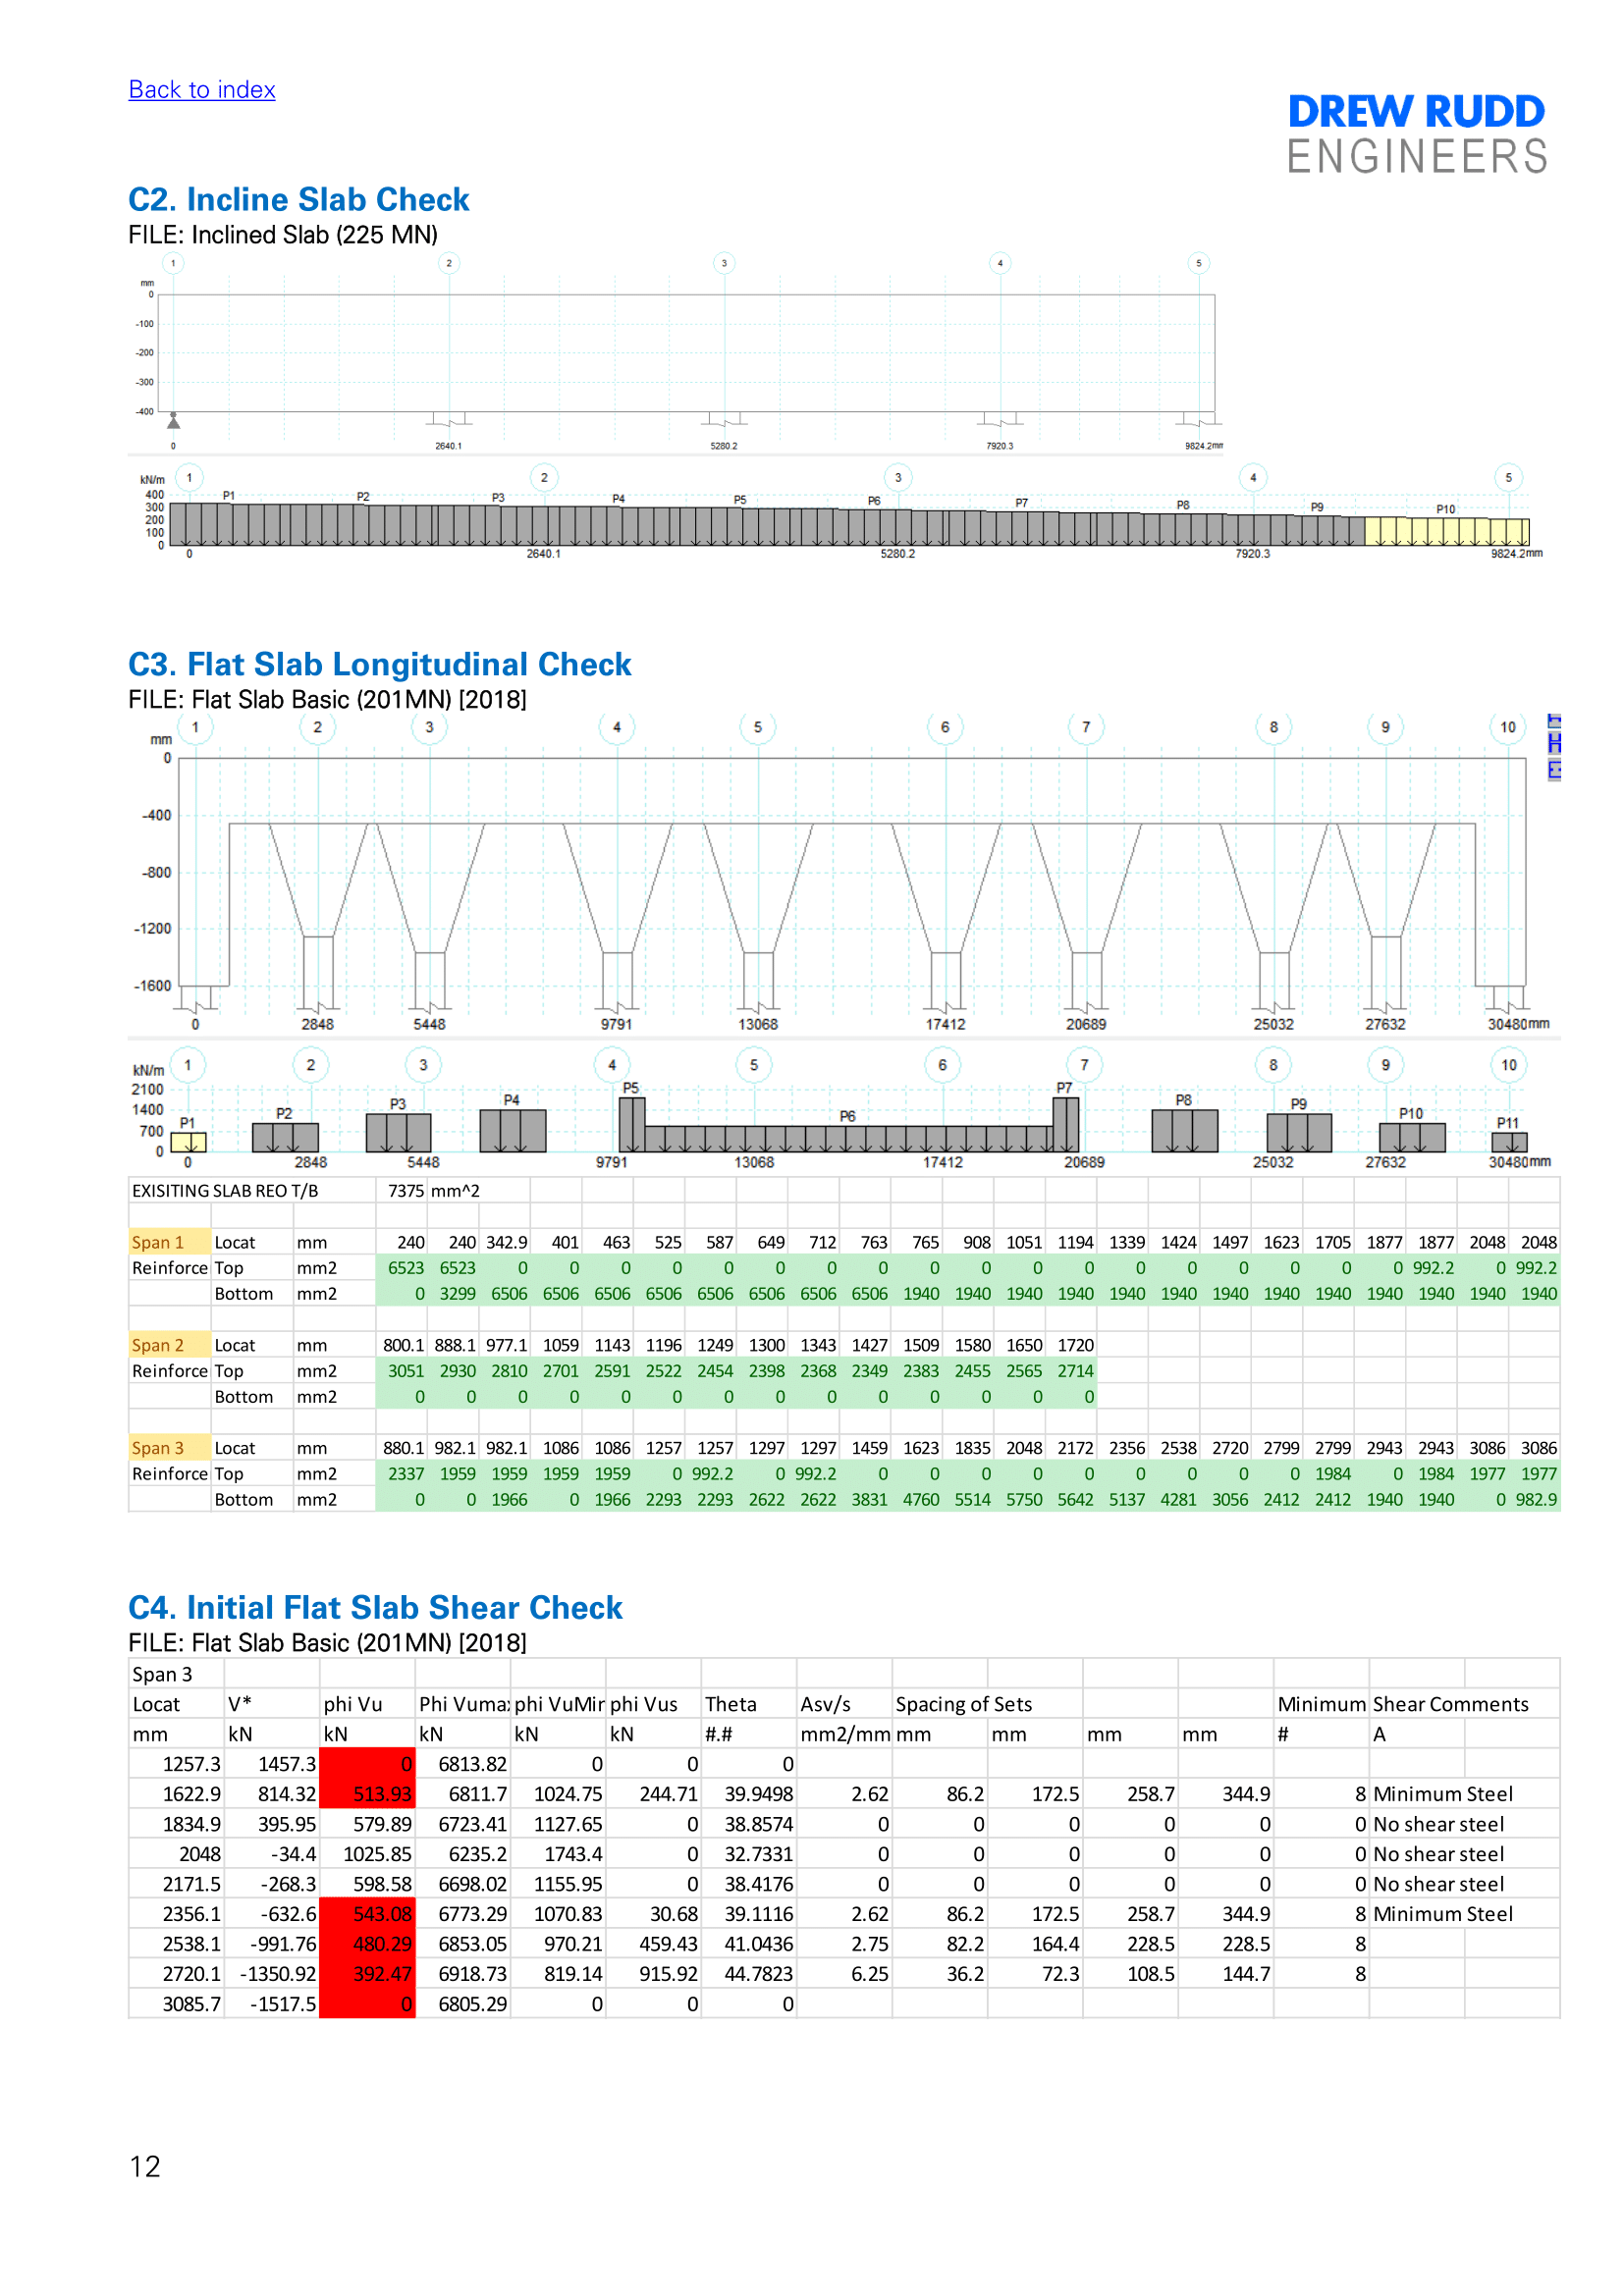 Back to index
DREW RUDD
ENGINEERS
C2. Incline Slab Check
FILE: Inclined Slab (225 MN)
1 2 3 4 5
mm
0
-100
-200
-300
-400
0 2640.1 5280.2 7920.3 9824.2mm
1 2 3 4 5
kN/m
P1 P2 P3 P4 P5 P6 P7 P8 P9 P10
400
300
200
100
0
0 2640.1 5280.2 7920.3 9824.2mm
C3. Flat Slab Longitudinal Check
FILE: Flat Slab Basic (201MN) [2018]
1 2 3 4 5 6 7 8 9 10
mm
0
-400
-800
-1200
-1600
0 2848 5448 9791 13068 17412 20689 25032 27632 30480mm
1 2 3 4 5 6 7 8 9 10
kN/m
2100
1400
700
0
P1 P2 P3 P4 P5 P6 P7 P8 P9 P10 P11
0 2848 5448 9791 13068 17412 20689 25032 27632 30480mm
EXISITING SLAB REO T/B 7375 mm^2
Span 1 Locat mm 240 240 342.9 401 463 525 587 649 712 763 765 908 1051 1194 1339 1424 1497 1623 1705 1877 1877 2048 2048
Reinforce Top mm2 6523 6523 0 0 0 0 0 0 0 0 0 0 0 0 0 0 0 0 0 0 992.2 0 992.2
Bottom mm2 0 3299 6506 6506 6506 6506 6506 6506 6506 6506 1940 1940 1940 1940 1940 1940 1940 1940 1940 1940 1940 1940 1940
Span 2 Locat mm 800.1 888.1 977.1 1059 1143 1196 1249 1300 1343 1427 1509 1580 1650 1720
Reinforce Top mm2 3051 2930 2810 2701 2591 2522 2454 2398 2368 2349 2383 2455 2565 2714
Bottom mm2 0 0 0 0 0 0 0 0 0 0 0 0 0 0
Span 3 Locat mm 880.1 982.1 982.1 1086 1086 1257 1257 1297 1297 1459 1623 1835 2048 2172 2356 2538 2720 2799 2799 2943 2943 3086 3086
Reinforce Top mm2 2337 1959 1959 1959 1959 0 992.2 0 992.2 0 0 0 0 0 0 0 0 0 1984 0 1984 1977 1977
Bottom mm2 0 0 1966 0 1966 2293 2293 2622 2622 3831 4760 5514 5750 5642 5137 4281 3056 2412 2412 1940 1940 0 982.9
C4. Initial Flat Slab Shear Check
FILE: Flat Slab Basic (201MN) [2018]
Span 3
Locat V* phi Vu Phi Vuma phi VuMir phi Vus Theta Asv/s Spacing of Sets Minimum Shear Comments
mm kN kN kN kN kN #.# mm2/mm mm mm mm mm # A
1257.3 1457.3 0 6813.82 0 0 0
1622.9 814.32 513.93 6811.7 1024.75 244.71 39.9498 2.62 86.2 172.5 258.7 344.9 8 Minimum Steel
1834.9 395.95 579.89 6723.41 1127.65 0 38.8574 0 0 0 0 0 0 No shear steel
2048 -34.4 1025.85 6235.2 1743.4 0 32.7331 0 0 0 0 0 0 No shear steel
2171.5 -268.3 598.58 6698.02 1155.95 0 38.4176 0 0 0 0 0 0 No shear steel
2356.1 -632.6 543.08 6773.29 1070.83 30.68 39.1116 2.62 86.2 172.5 258.7 344.9 8 Minimum Steel
2538.1 -991.76 480.29 6853.05 970.21 459.43 41.0436 2.75 82.2 164.4 228.5 228.5 8
2720.1 -1350.92 392.47 6918.73 819.14 915.92 44.7823 6.25 36.2 72.3 108.5 144.7 8
3085.7 -1517.5 0 6805.29 0 0 0
12